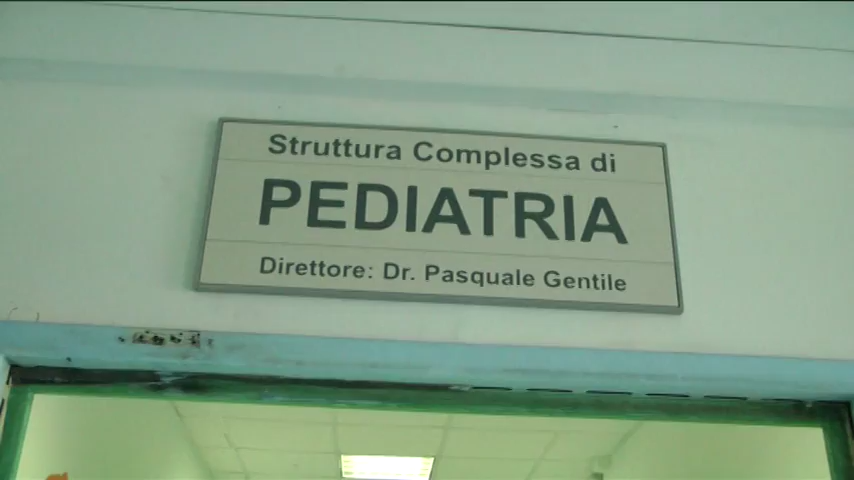 Struttura Complessa di
PEDIATRIA
Direttore: Dr. Pasquale Gentile